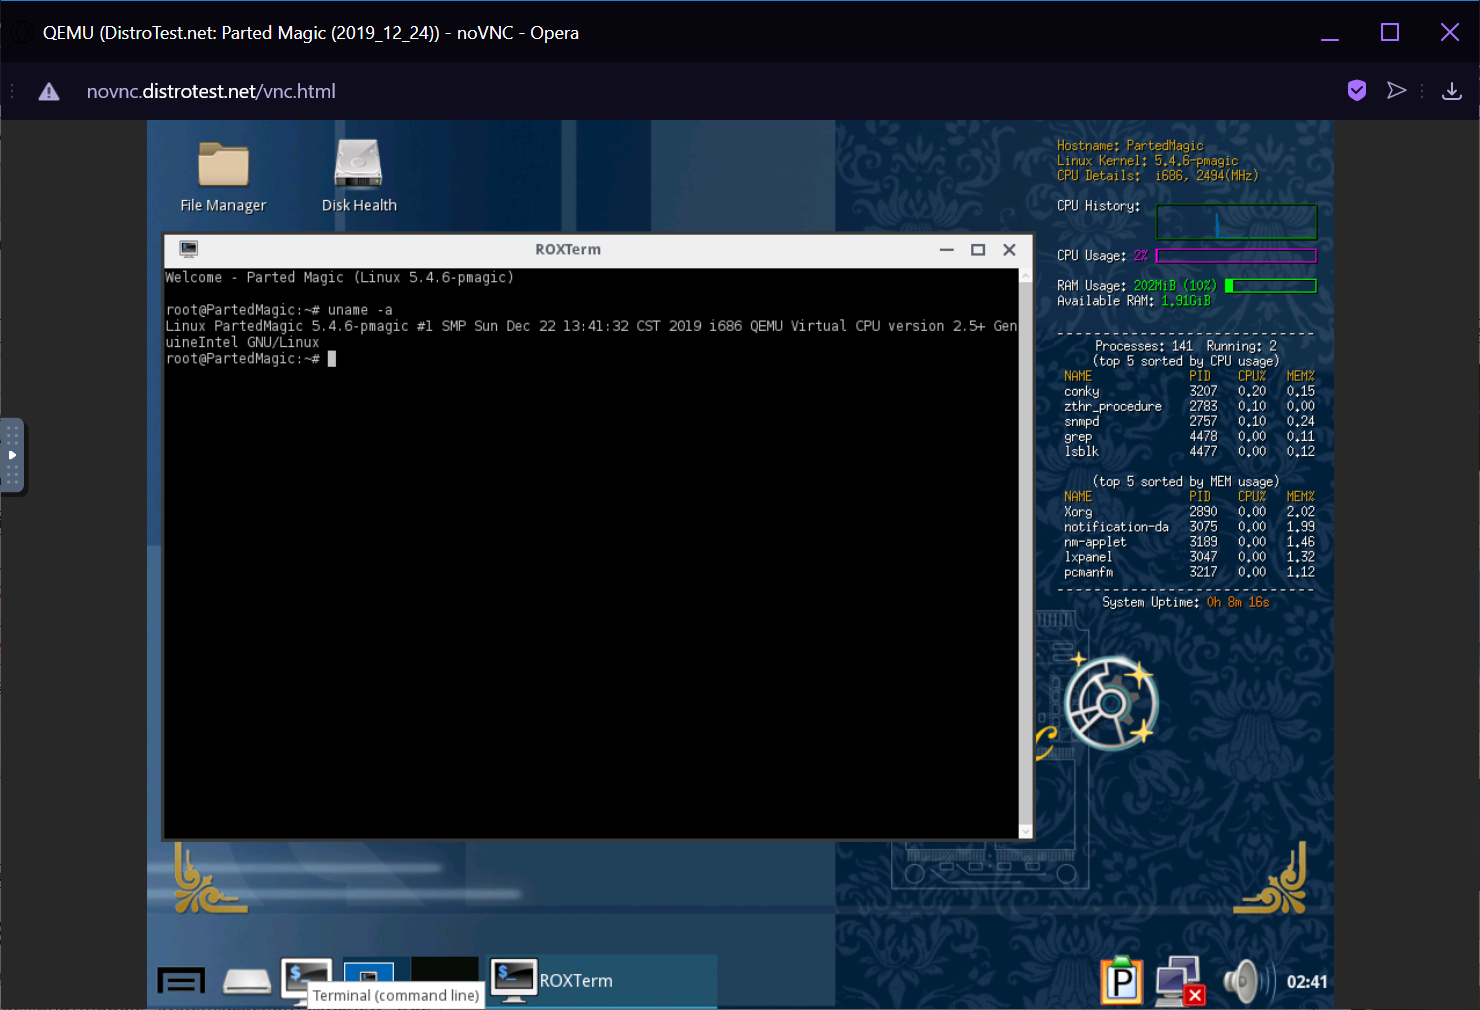 QEMU (DistroTest.net: Parted Magic (2019_12_24)) - noVNC - Opera
novnc.distrotest.net/vnc.html
File Manager
Disk Health
ROXTerm
Welcome - Parted Magic (Linux 5.4.6-pmagic)
root@PartedMagic:~# uname -a
Linux PartedMagic 5.4.6-pmagic #1 SMP Sun Dec 22 13:41:32 CST 2019 i686 QEMU Virtual CPU version 2.5+ Gen
uineIntel GNU/Linux
root@PartedMagic:~#
Hostname: PartedMagic
Linux Kernel: 5.4.6-pmagic
CPU Details: i686, 2494(MHz)
CPU History:
CPU Usage: 2%
RAM Usage: 202MiB (10%)
Available RAM: 1.91GiB
Processes: 141 Running: 2
(top 5 sorted by CPU usage)
NAME PID CPU% MEM%
conky 3207 0.20 0.15
zthr_procedure 2783 0.10 0.00
snmpd 2757 0.10 0.24
grep 4478 0.00 0.11
lsblk 4477 0.00 0.12
(top 5 sorted by MEM usage)
NAME PID CPU% MEM%
Xorg 2890 0.00 2.02
notification-da 3075 0.00 1.99
nm-applet 3189 0.00 1.46
lxpanel 3047 0.00 1.32
pcmanfm 3217 0.00 1.12
System Uptime: 0h 8m 16s
Terminal (command line)
ROXTerm
P
02:41